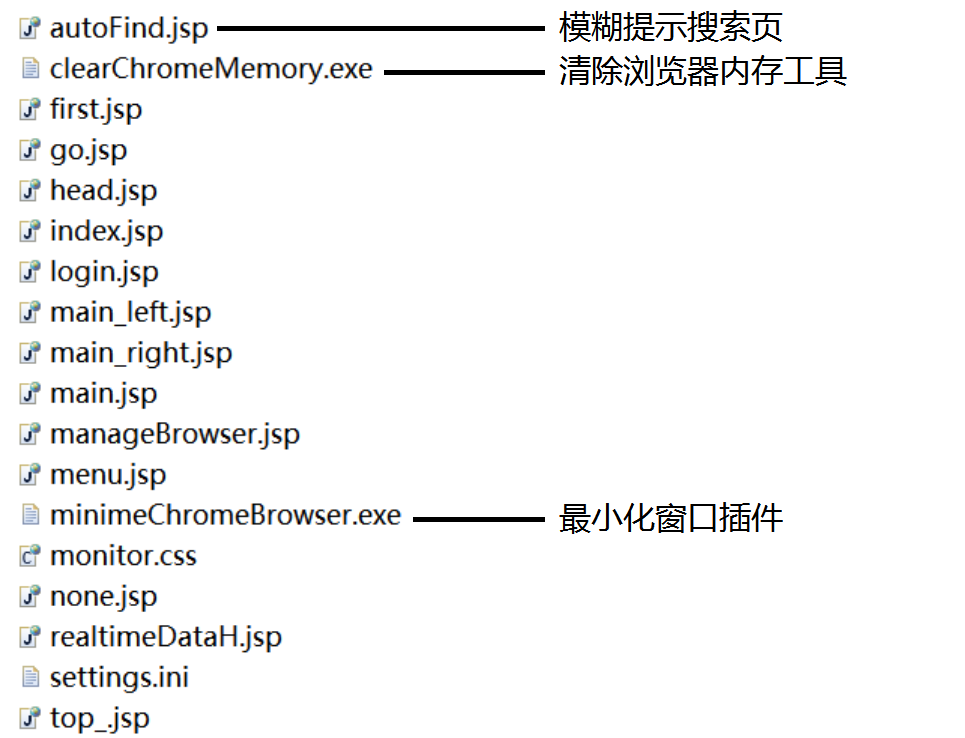 autoFind.jsp 模糊提示搜索页
clearChromeMemory.exe 清除浏览器内存工具
first.jsp
go.jsp
head.jsp
index.jsp
login.jsp
main_left.jsp
main_right.jsp
main.jsp
manageBrowser.jsp
menu.jsp
minimeChromeBrowser.exe 最小化窗口插件
monitor.css
none.jsp
realtimeDataH.jsp
settings.ini
top_.jsp